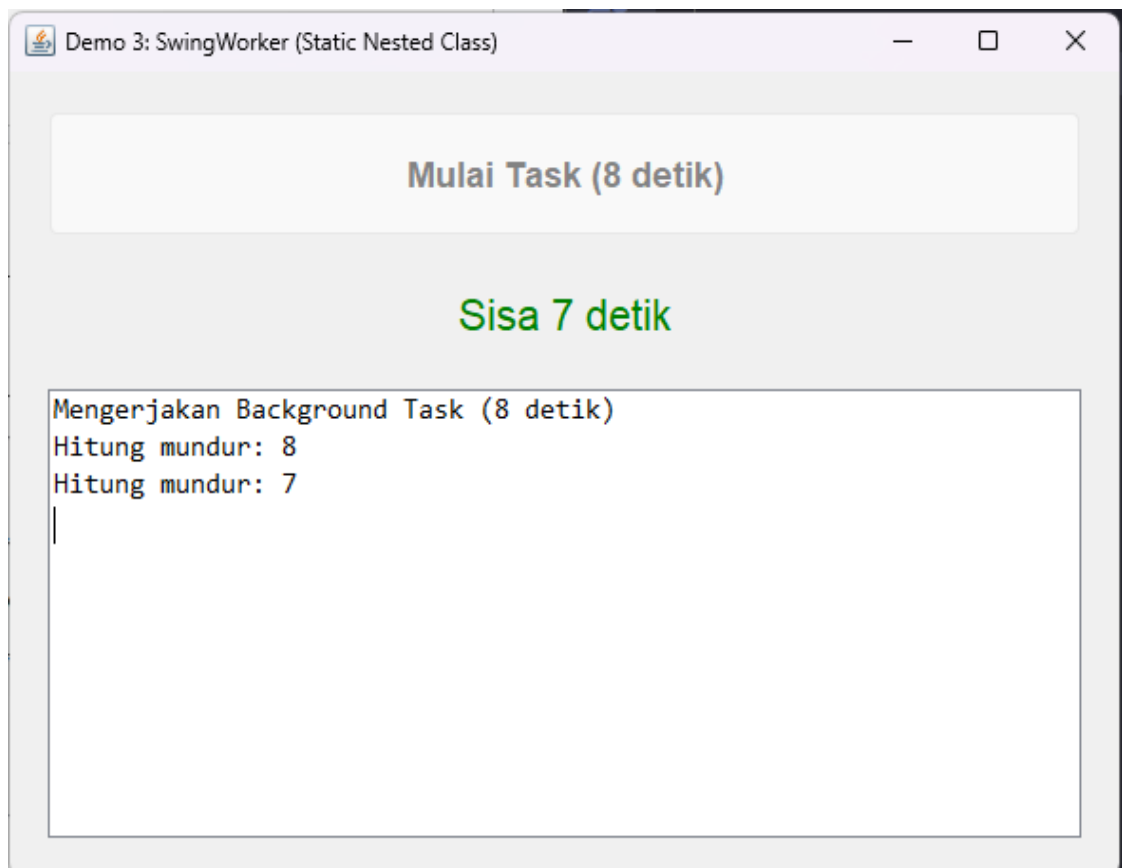 Demo 3: SwingWorker (Static Nested Class)
Mulai Task (8 detik)
Sisa 7 detik
Mengerjakan Background Task (8 detik)
Hitung mundur: 8
Hitung mundur: 7